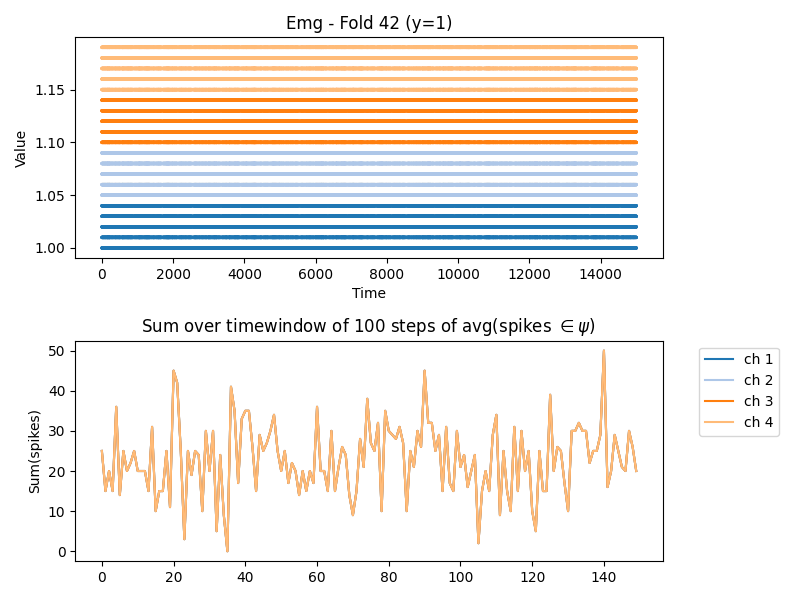 Emg - Fold 42 (y=1)
Value
1.15
1.10
1.05
1.00
0 2000 4000 6000 8000 10000 12000 14000
Time
Sum over timewindow of 100 steps of avg(spikes ∈ ψ)
Sum(spikes)
50
40
30
20
10
0
0 20 40 60 80 100 120 140
ch 1
ch 2
ch 3
ch 4